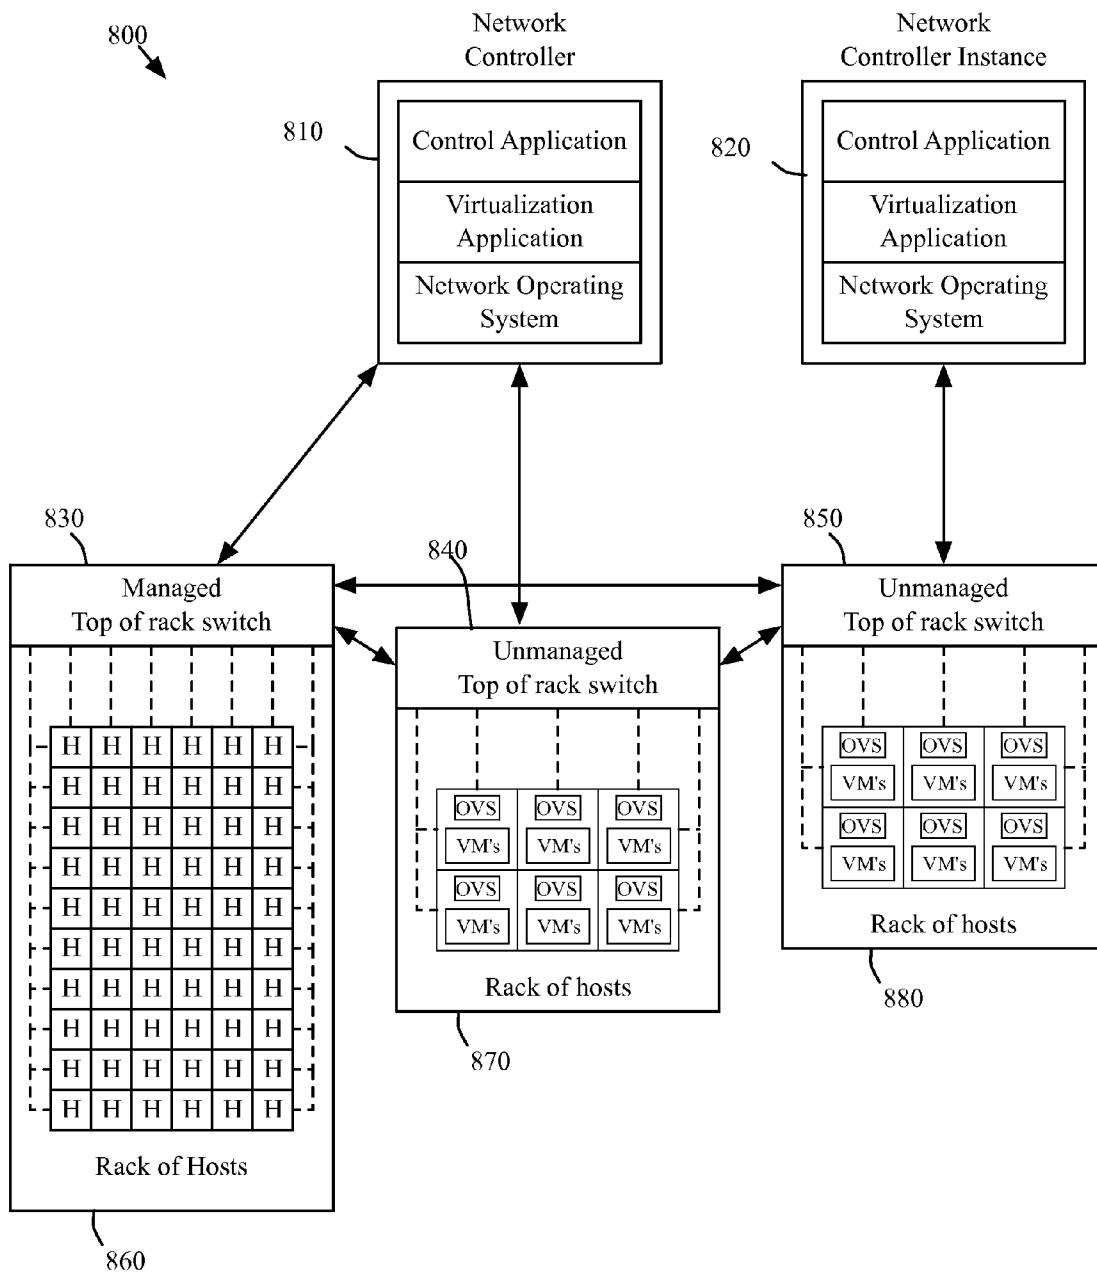 800
Network
Controller
Network
Controller Instance
810
820
Control Application
Virtualization
Application
Network Operating
System
Control Application
Virtualization
Application
Network Operating
System
830
840
850
Managed
Top of rack switch
Unmanaged
Top of rack switch
Unmanaged
Top of rack switch
H H H H H H
H H H H H H
H H H H H H
H H H H H H
H H H H H H
H H H H H H
H H H H H H
H H H H H H
H H H H H H
H H H H H H
Rack of Hosts
860
OVS OVS OVS
VM's VM's VM's
OVS OVS OVS
VM's VM's VM's
Rack of hosts
870
OVS OVS OVS
VM's VM's VM's
OVS OVS OVS
VM's VM's VM's
Rack of hosts
880